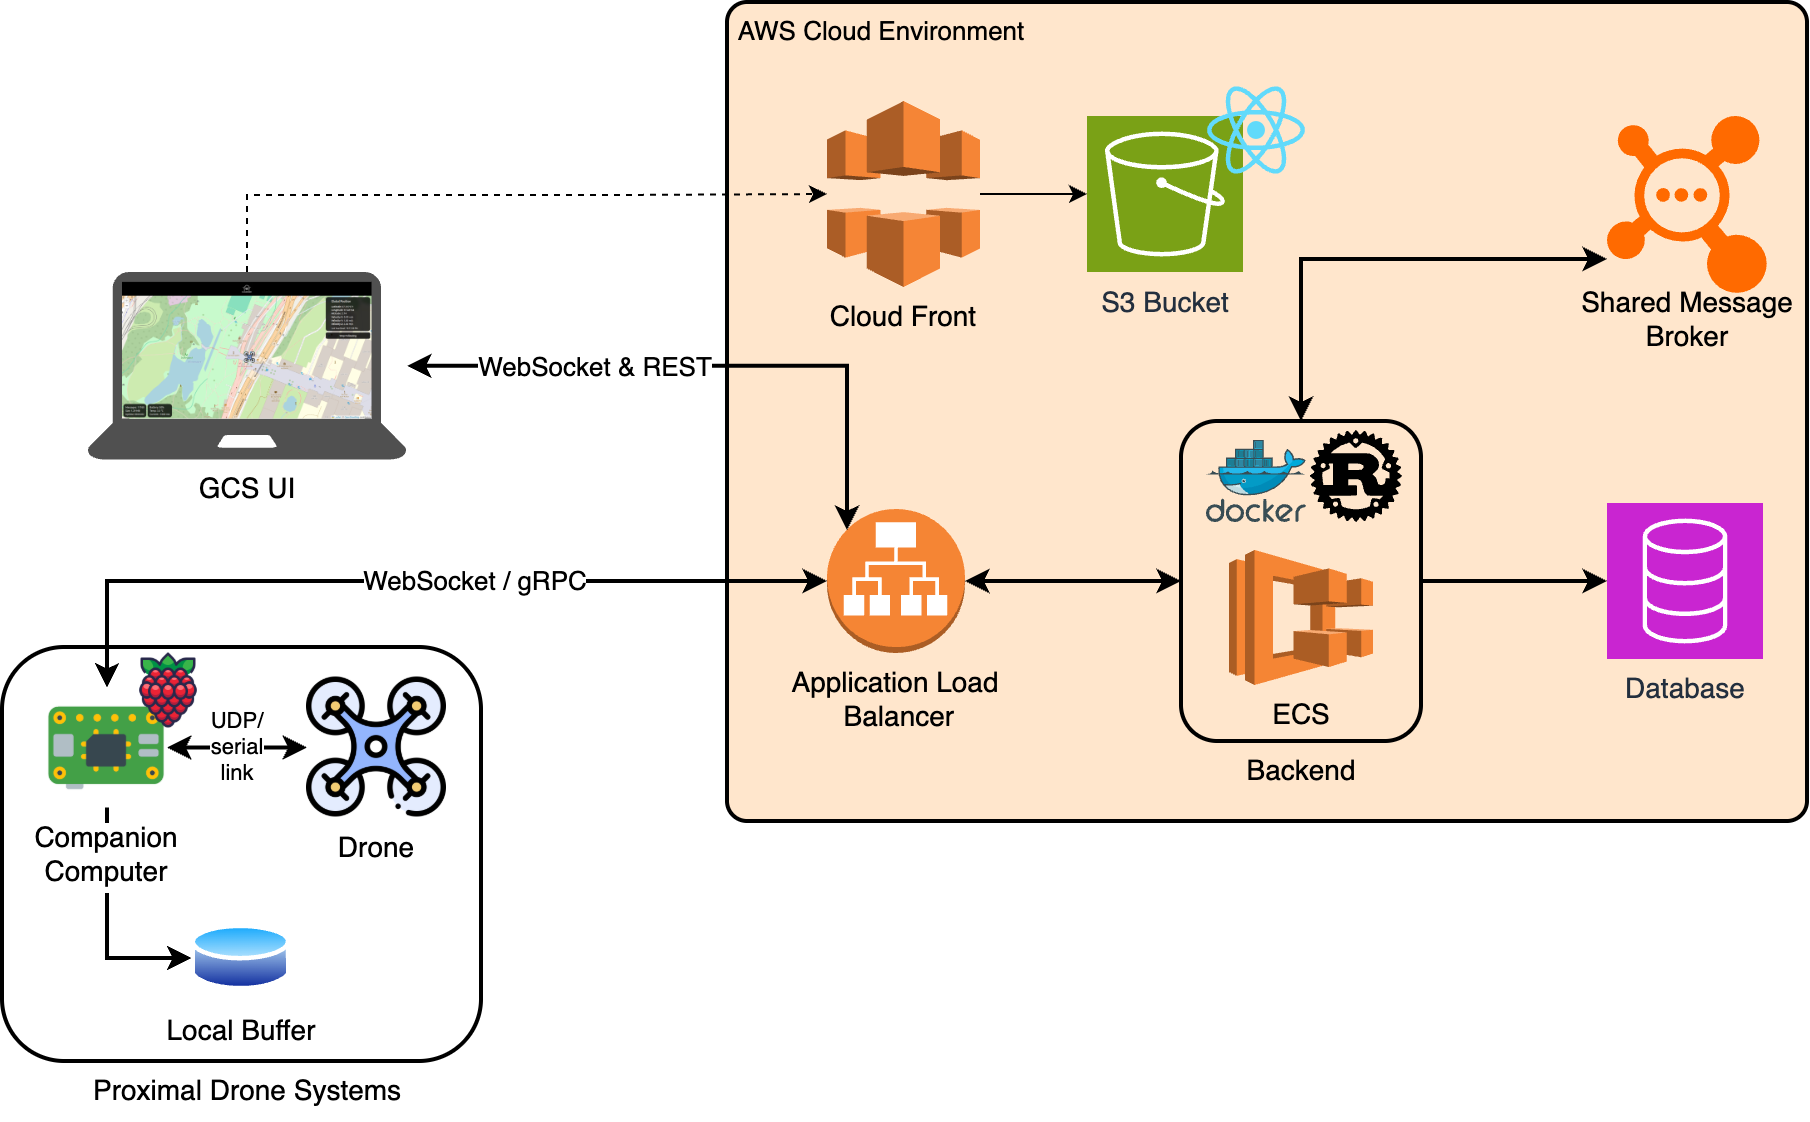 AWS Cloud Environment
Cloud Front
S3 Bucket
Shared Message
Broker
WebSocket & REST
GCS UI
docker
R
WebSocket / gRPC
Application Load
Balancer
ECS
Backend
Database
UDP/
serial
link
Companion
Computer
Drone
Local Buffer
Proximal Drone Systems